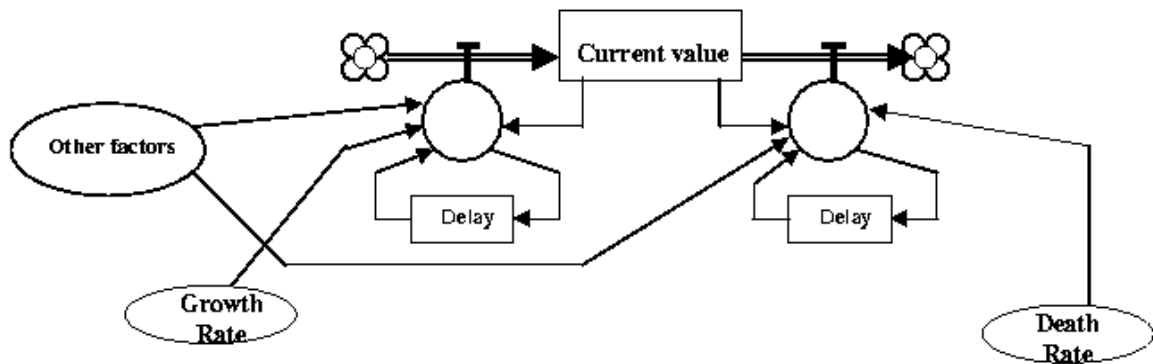 Current value
Other factors
Delay
Delay
Growth
Rate
Death
Rate